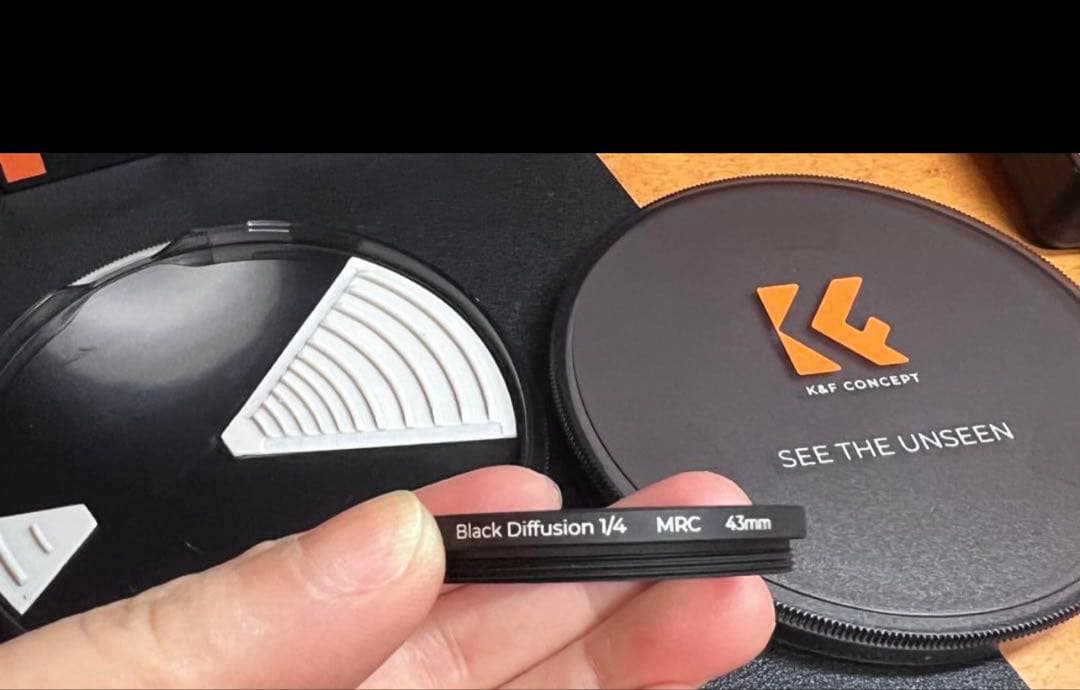 K&F CONCEPT
SEE THE UNSEEN
Black Diffusion 1/4 MRC 43mm